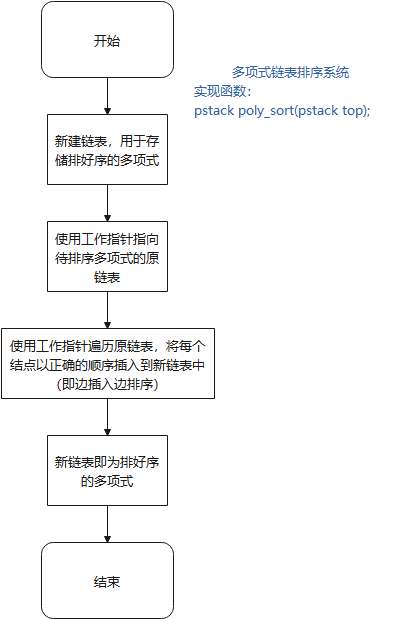 开始
多项式链表排序系统
实现函数：
pstack poly_sort(pstack top);
新建链表，用于存
储排好序的多项式
使用工作指针指向
待排序多项式的原
链表
使用工作指针遍历原链表，将每个
结点以正确的顺序插入到新链表中
（即边插入边排序）
新链表即为排好序
的多项式
结束